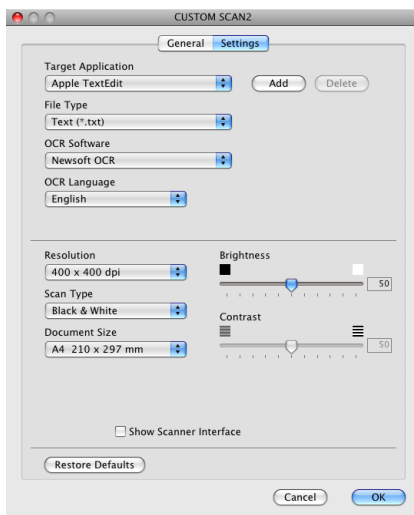 CUSTOM SCAN2
General Settings
Target Application
Apple TextEdit Add Delete
File Type
Text (*.txt)
OCR Software
Newsoft OCR
OCR Language
English
Resolution
400 x 400 dpi
Scan Type
Black & White
Document Size
A4 210 x 297 mm
Brightness
50
Contrast
50
Show Scanner Interface
Restore Defaults
Cancel OK